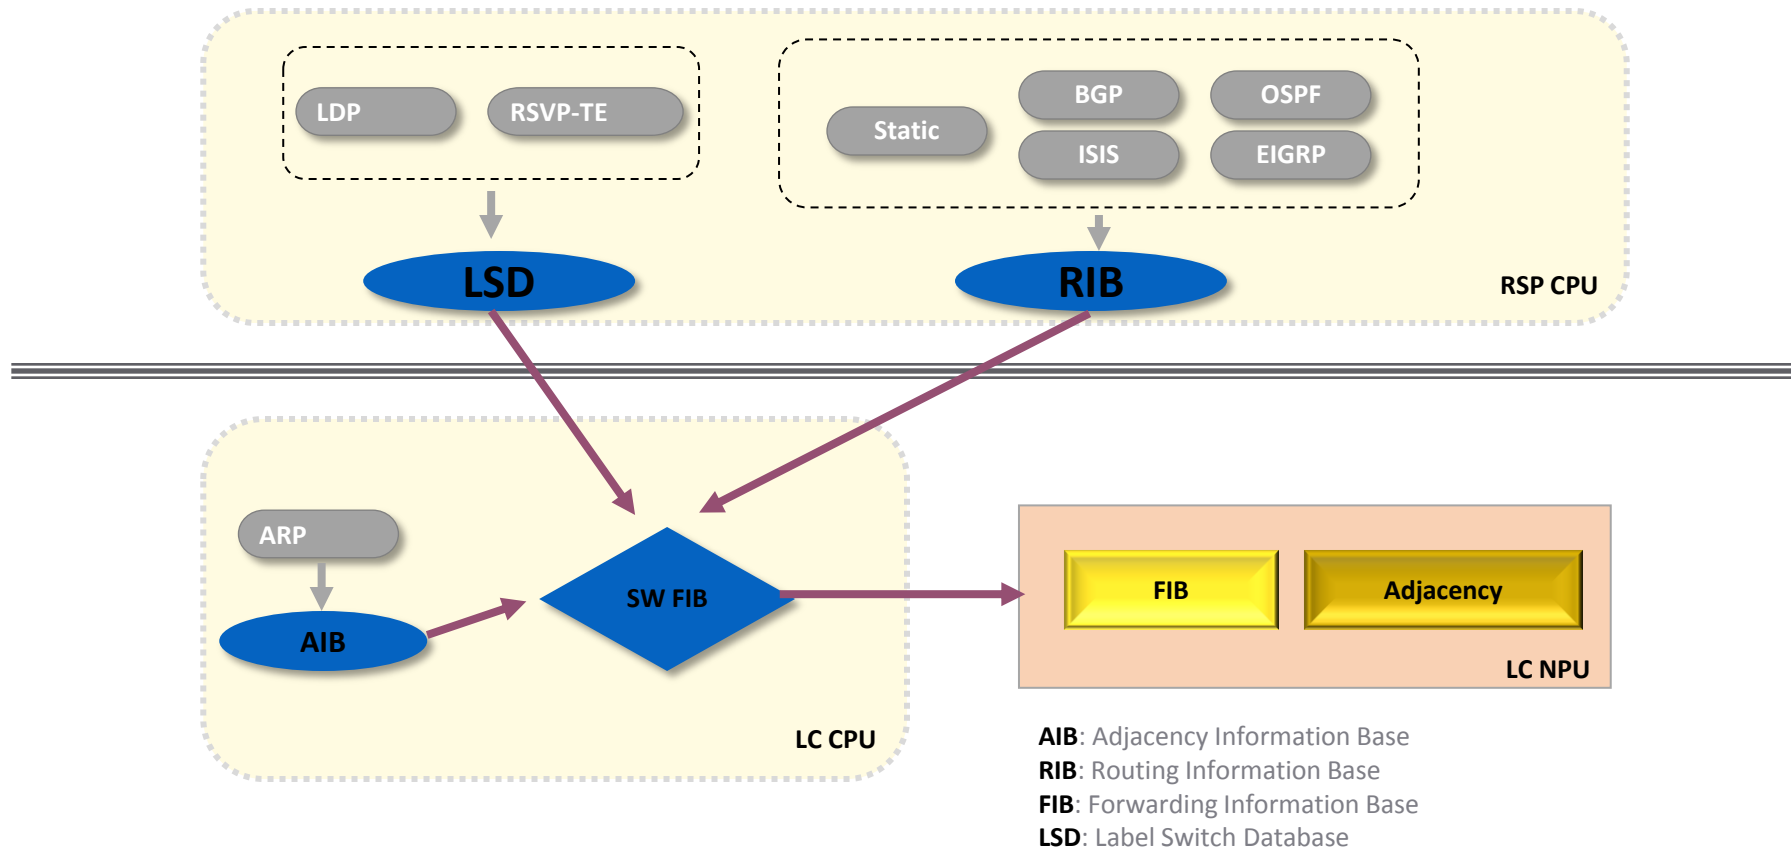 LDP
RSVP-TE
Static
BGP
OSPF
ISIS
EIGRP
LSD
RIB
RSP CPU
ARP
AIB
SW FIB
LC CPU
FIB
Adjacency
LC NPU
AIB: Adjacency Information Base
RIB: Routing Information Base
FIB: Forwarding Information Base
LSD: Label Switch Database